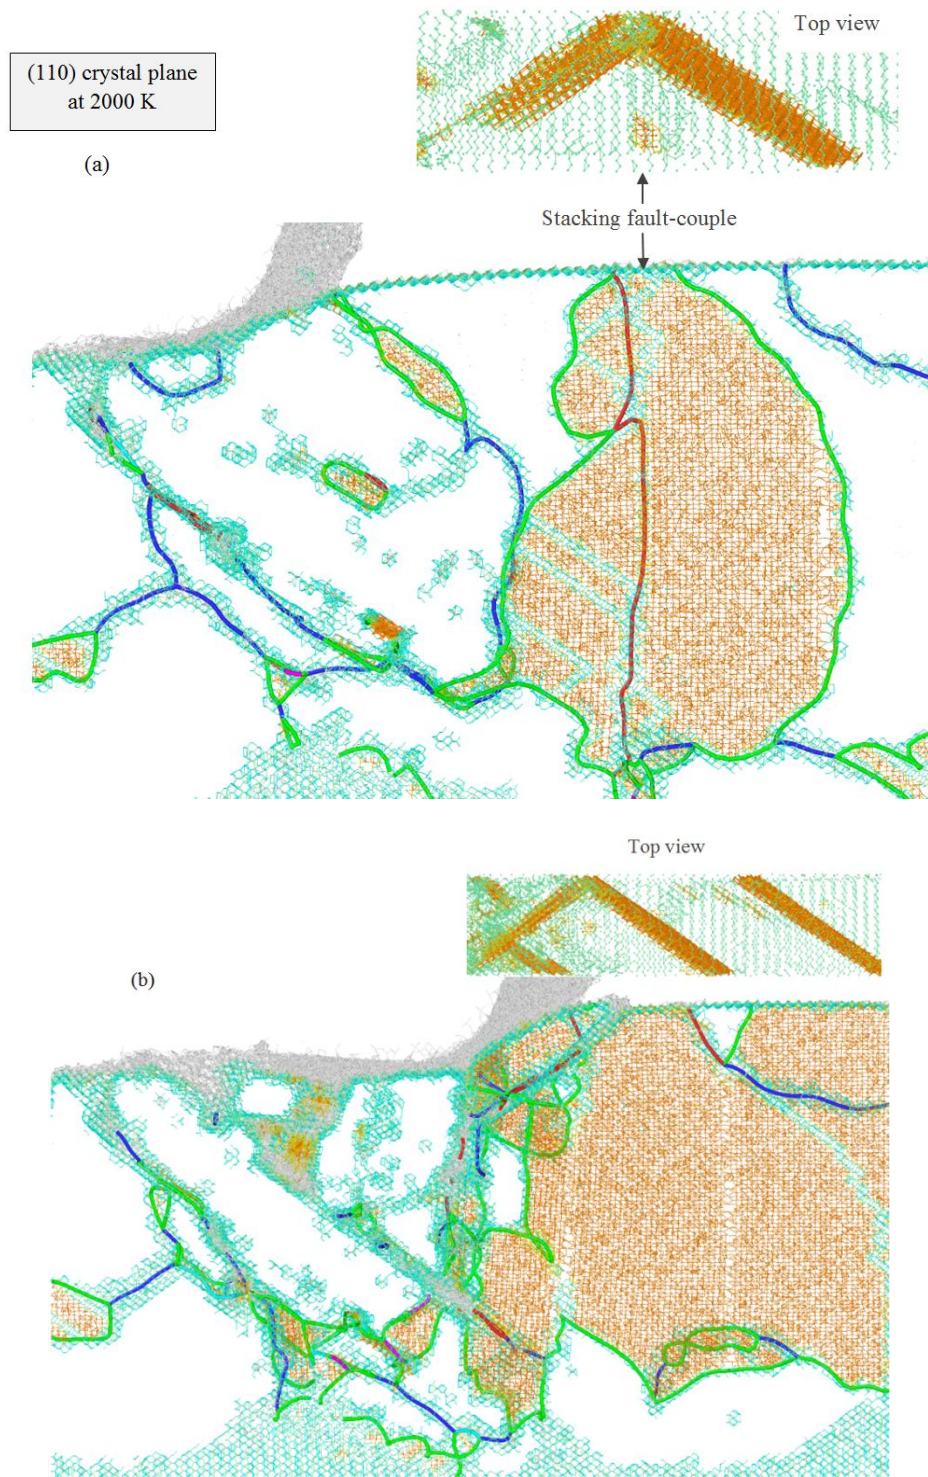 Top view
(110) crystal plane
at 2000 K
(a)
Stacking fault-couple
Top view
(b)